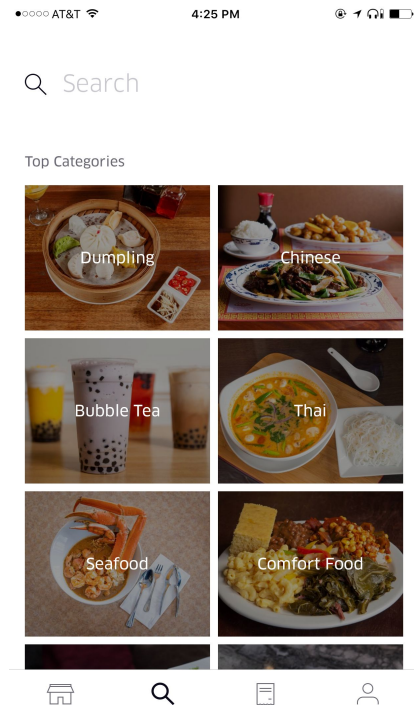 AT&T 4:25 PM
Search
Top Categories
Dumpling Chinese
Bubble Tea Thai
Seafood Comfort Food